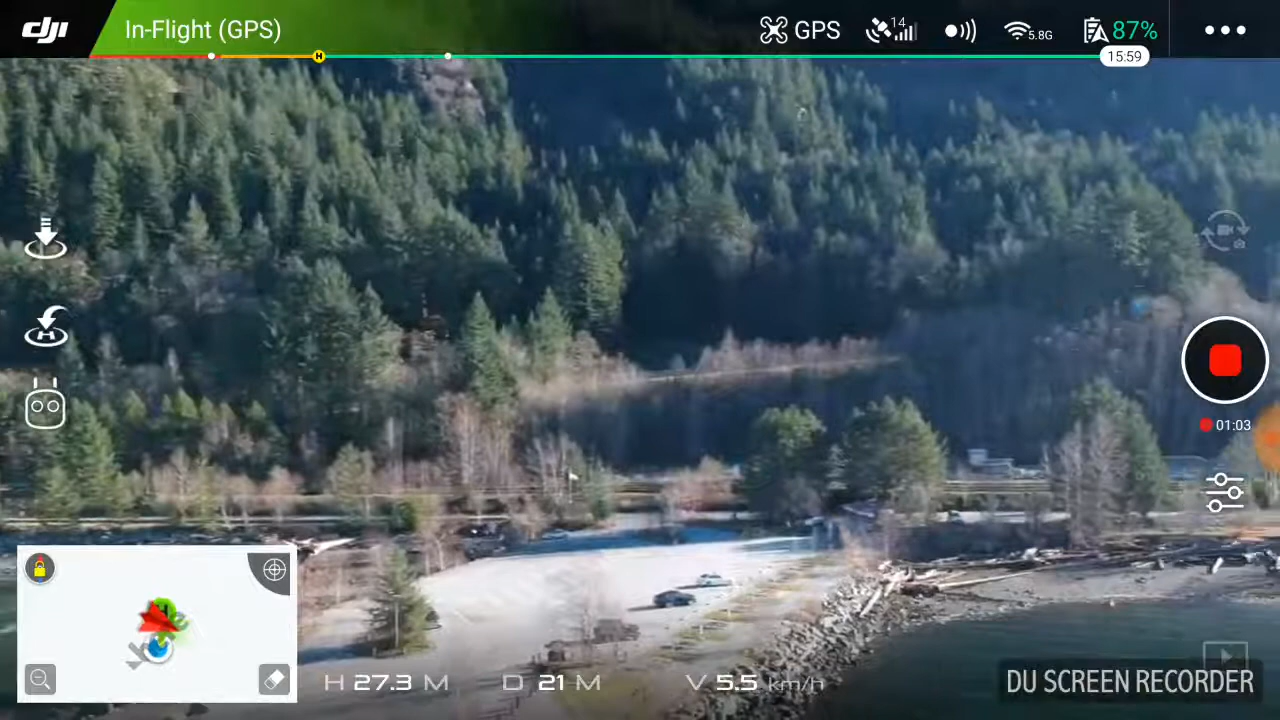 dji
In-Flight (GPS)
GPS
14
5.8G
87%
15:59
H
01:03
H
H
H 27.3 M
D 21 M
V 5.5 km/h
DU SCREEN RECORDER